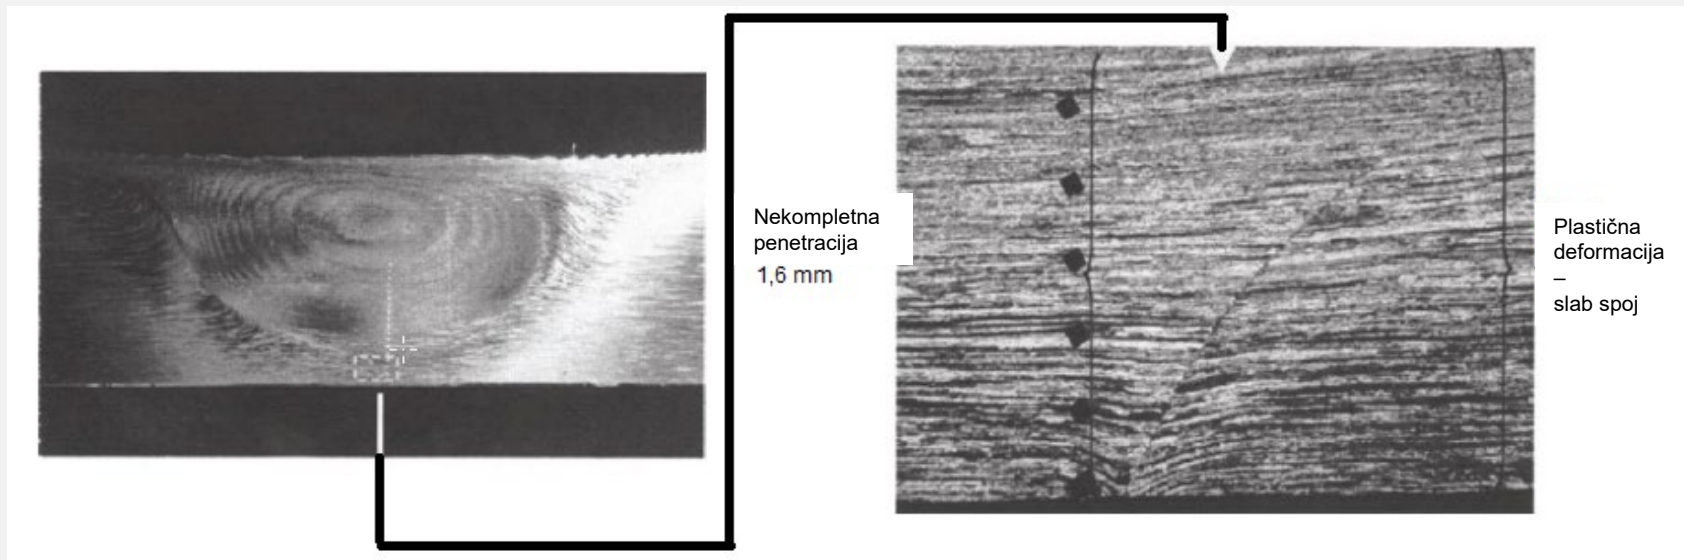 Nekompletna
penetracija
1,6 mm
Plastična
deformacija
–
slab spoj